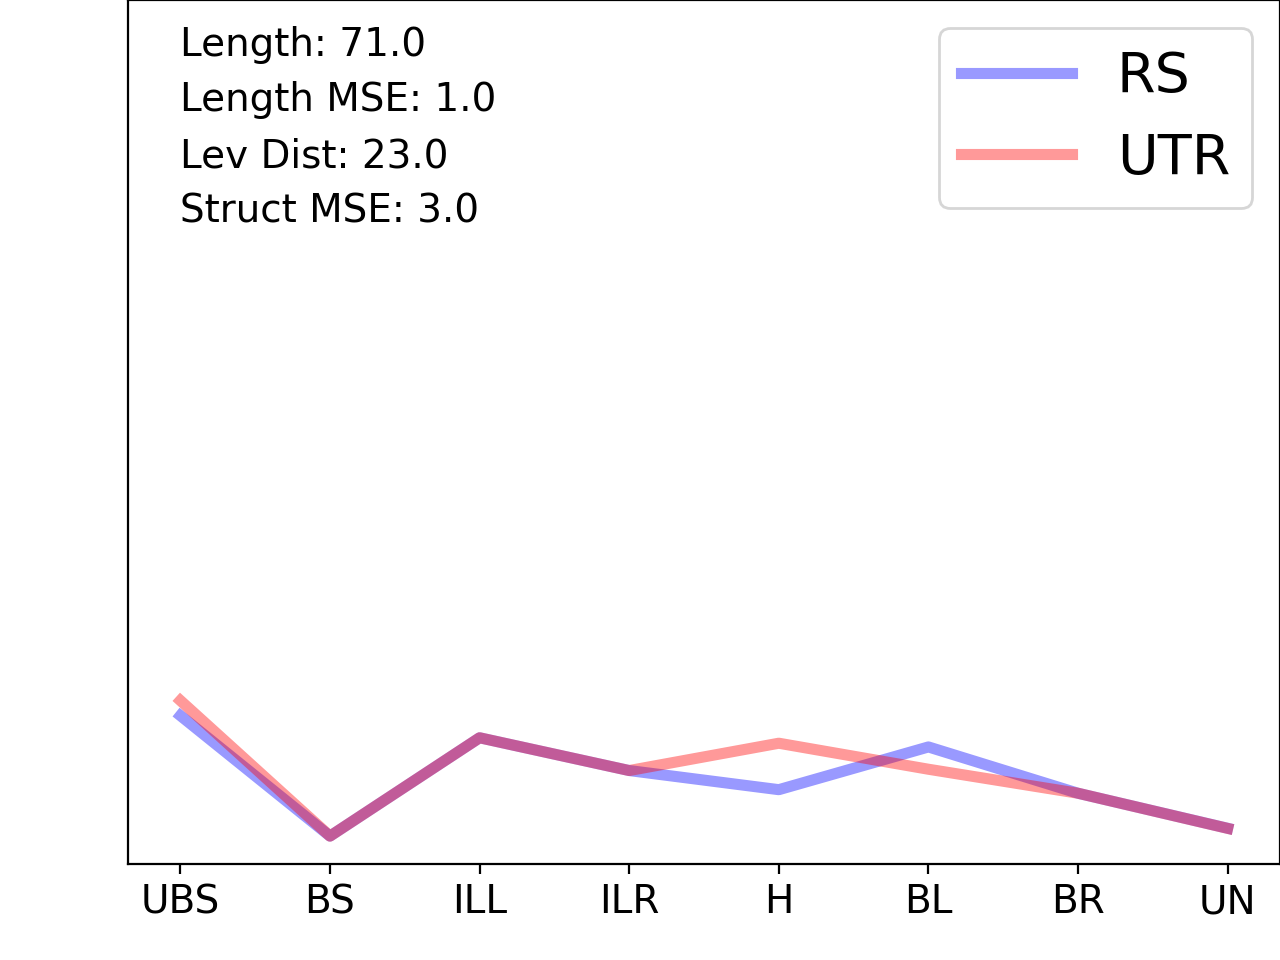 Length: 71.0
Length MSE: 1.0
Lev Dist: 23.0
Struct MSE: 3.0
RS
UTR
UBS BS ILL ILR H BL BR UN